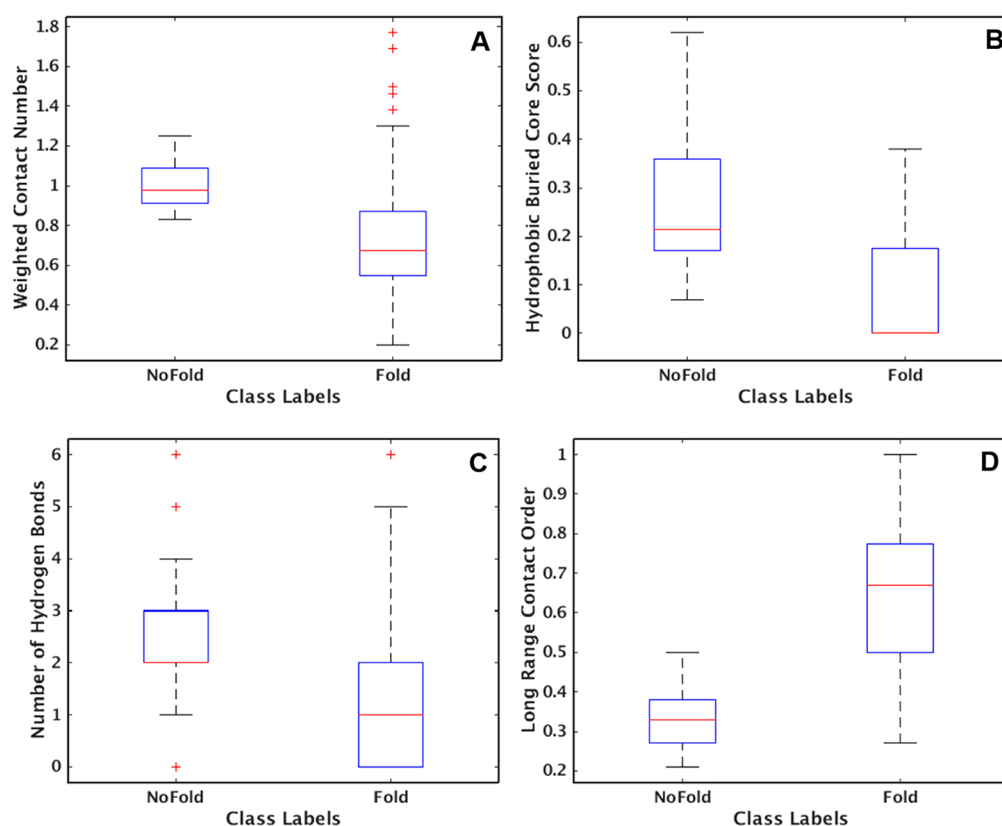 A
Weighted Contact Number
1.8
1.6
1.4
1.2
1
0.8
0.6
0.4
0.2
NoFold Fold
Class Labels
B
Hydrophobic Buried Core Score
0.6
0.5
0.4
0.3
0.2
0.1
0
NoFold Fold
Class Labels
C
Number of Hydrogen Bonds
6
5
4
3
2
1
0
NoFold Fold
Class Labels
D
Long Range Contact Order
1
0.9
0.8
0.7
0.6
0.5
0.4
0.3
0.2
NoFold Fold
Class Labels